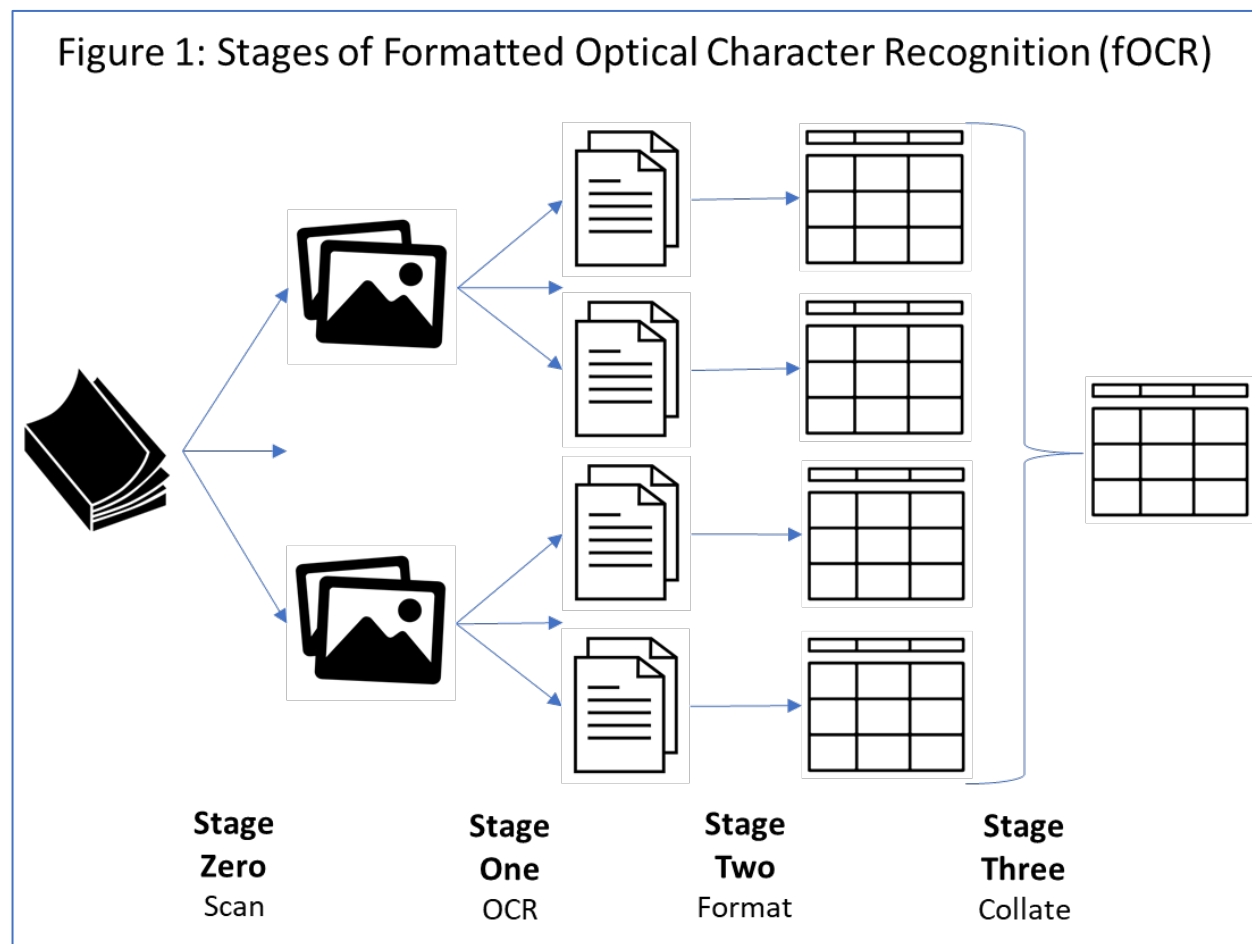 Figure 1: Stages of Formatted Optical Character Recognition (fOCR)
Stage Zero
Scan
Stage One
OCR
Stage Two
Format
Stage Three
Collate